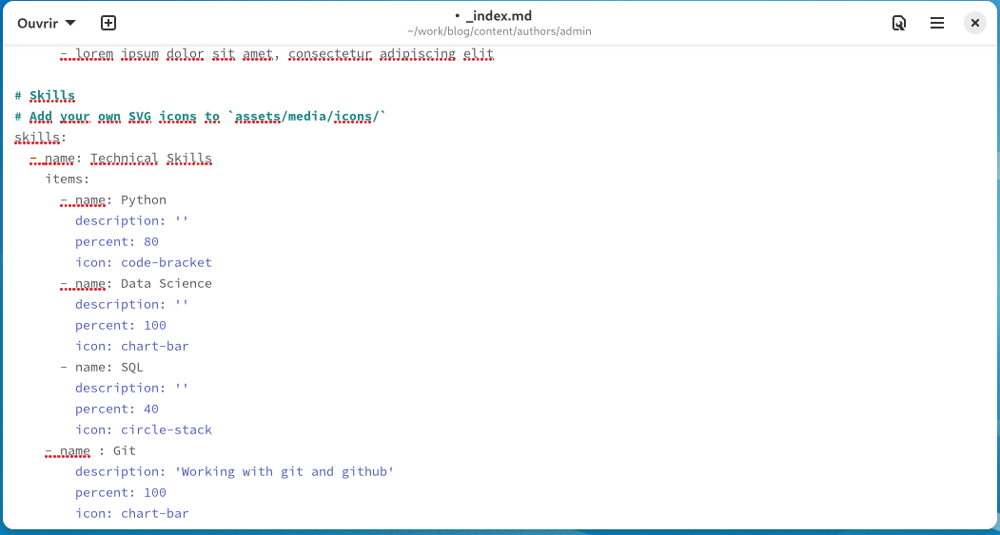 Ouvrir
• _index.md
~/work/blog/content/authors/admin
- lorem ipsum dolor sit amet, consectetur adipiscing elit
# Skills
# Add your own SVG icons to `assets/media/icons/`
skills:
- name: Technical Skills
items:
- name: Python
description: ''
percent: 80
icon: code-bracket
- name: Data Science
description: ''
percent: 100
icon: chart-bar
- name: SQL
description: ''
percent: 40
icon: circle-stack
- name : Git
description: 'Working with git and github'
percent: 100
icon: chart-bar